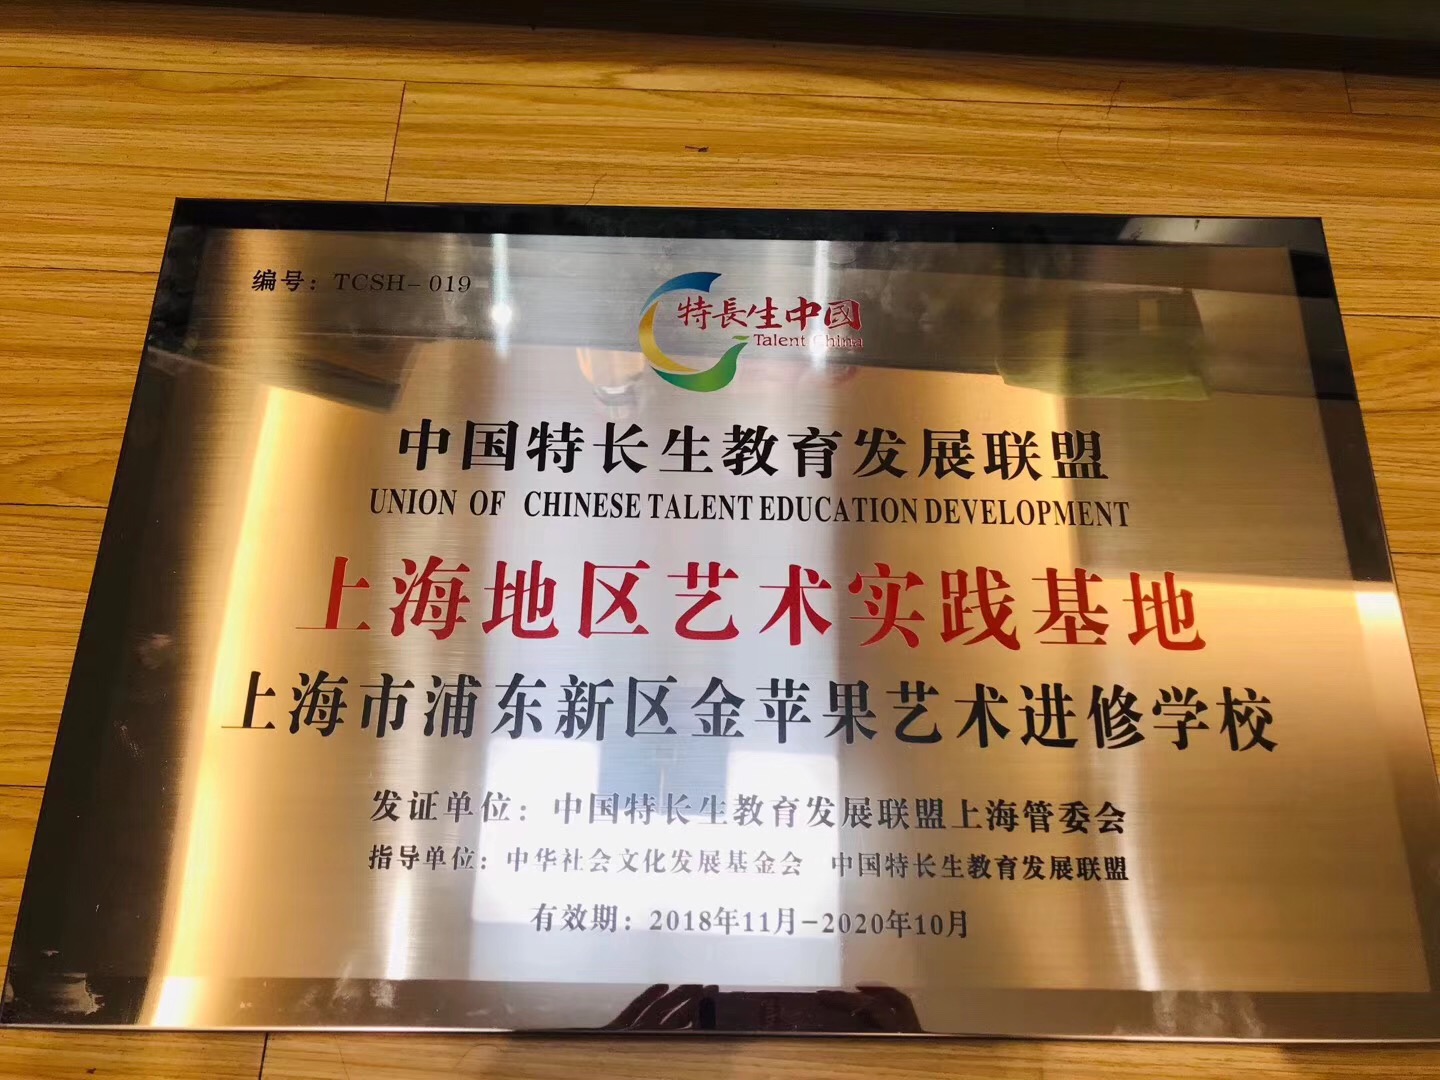 编号：TCSH-019
特長生中國
Talent China
中国特长生教育发展联盟
UNION OF CHINESE TALENT EDUCATION DEVELOPMENT
上海地区艺术实践基地
上海市浦东新区金苹果艺术进修学校
发证单位：中国特长生教育发展联盟上海管委会
指导单位：中华社会文化发展基金会 中国特长生教育发展联盟
有效期：2018年11月-2020年10月